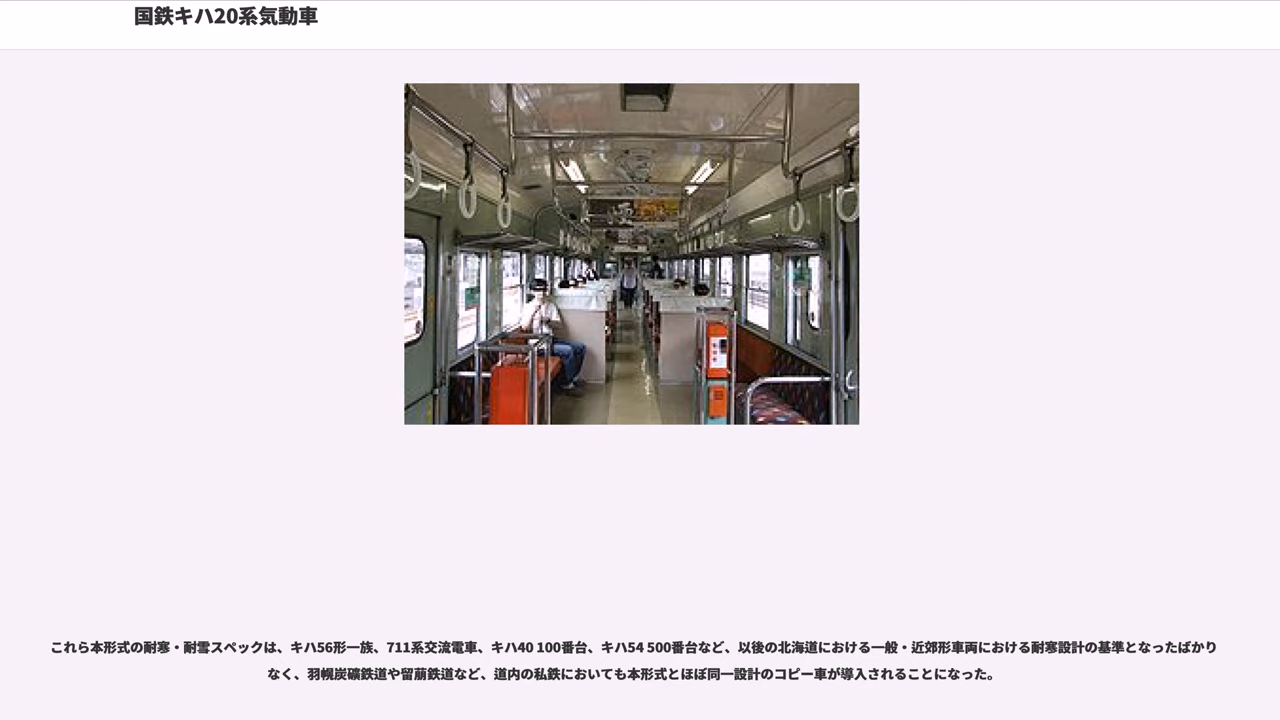 国鉄キハ20系気動車
これら本形式の耐寒・耐雪スペックは、キハ56形一族、711系交流電車、キハ40 100番台、キハ54 500番台など、以後の北海道における一般・近郊形車両における耐寒設計の基準となったばかり
なく、羽幌炭礦鉄道や留萠鉄道など、道内の私鉄においても本形式とほぼ同一設計のコピー車が導入されることになった。